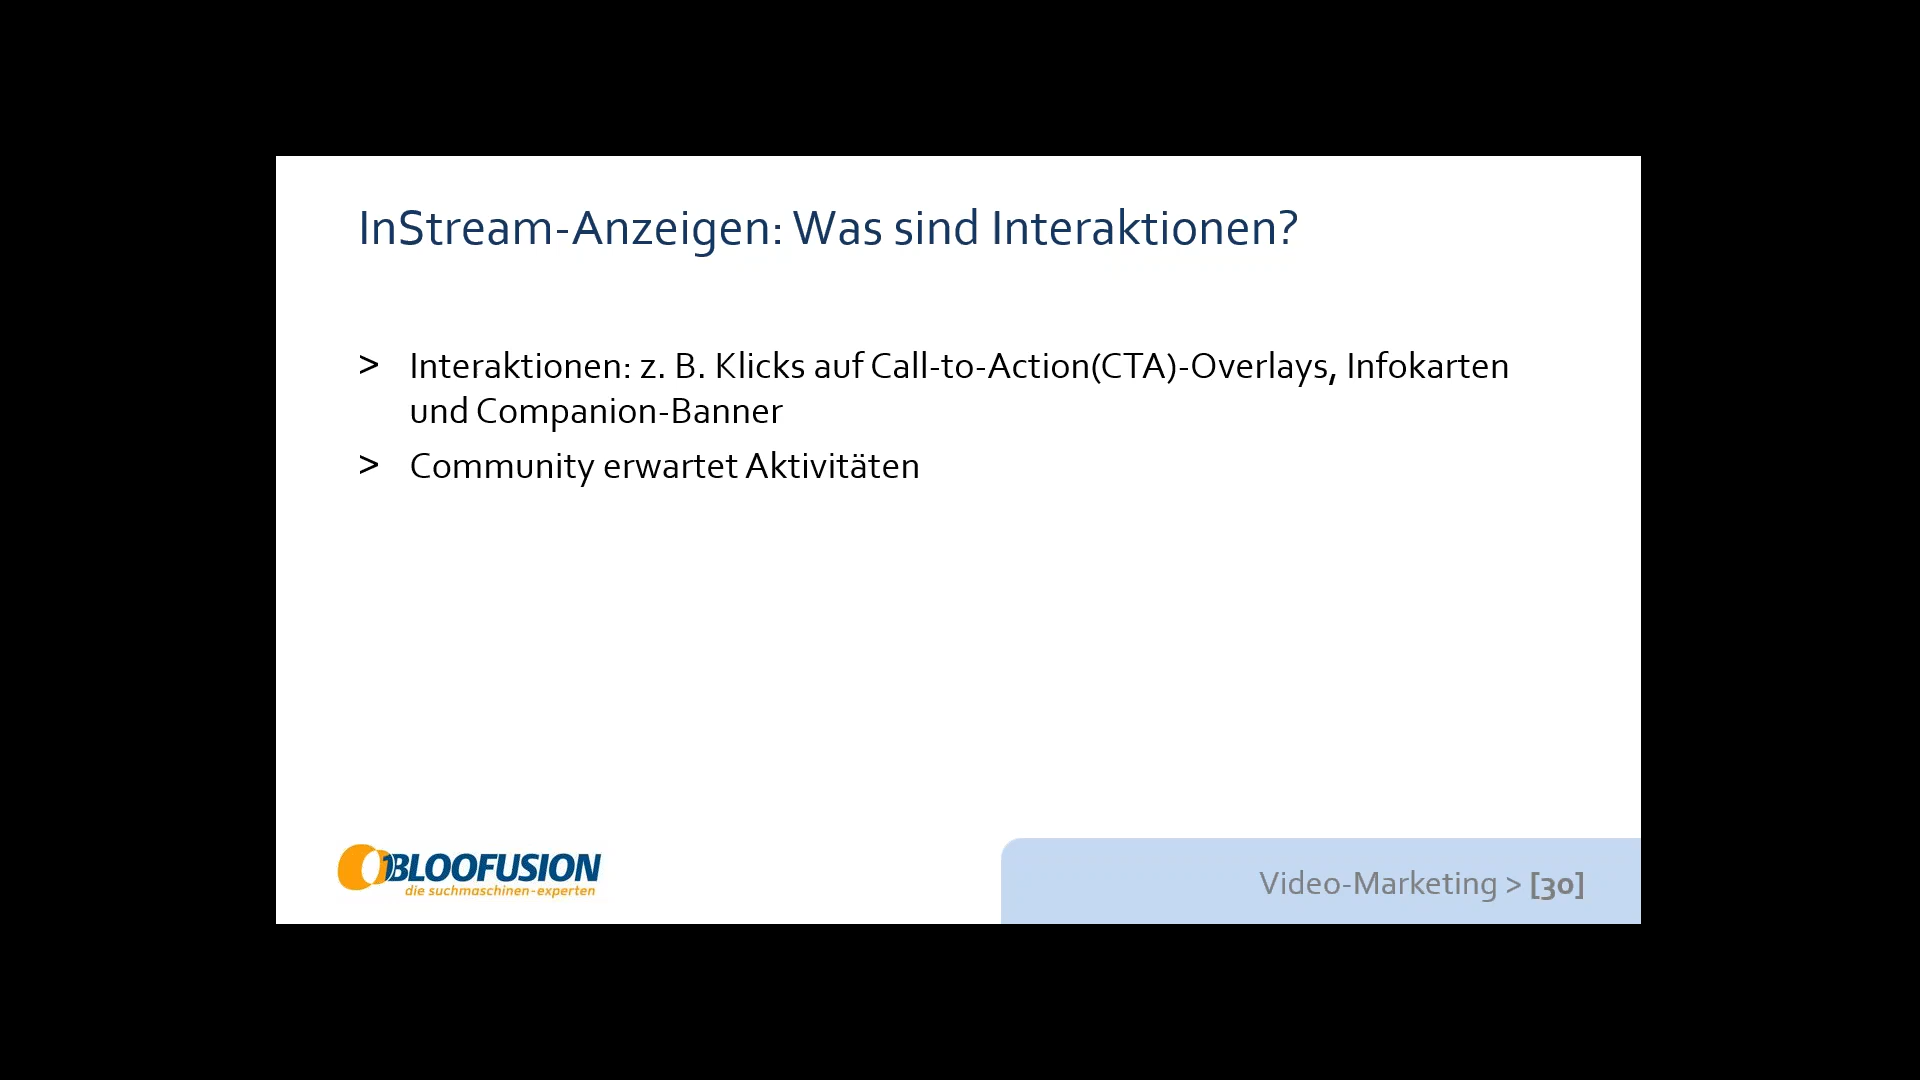 InStream-Anzeigen: Was sind Interaktionen?
> Interaktionen: z. B. Klicks auf Call-to-Action(CTA)-Overlays, Infokarten
und Companion-Banner
> Community erwartet Aktivitäten
BLOOFUSION
die suchmaschinen-experten
Video-Marketing > [30]